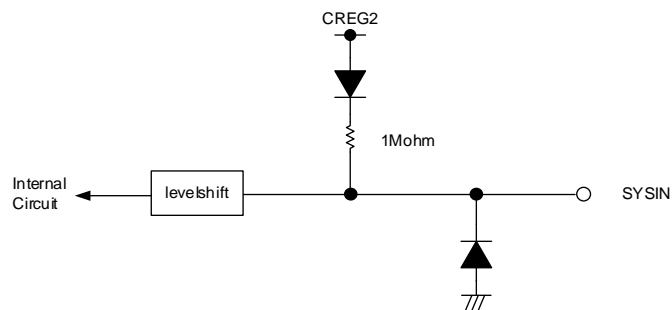 CREG2
1Mohm
Internal
Circuit
levelshift
SYSIN